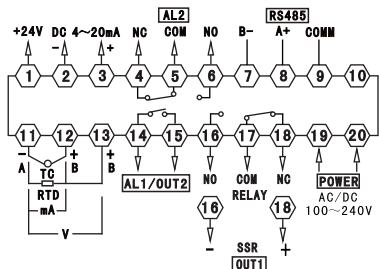 AL2 RS485
+24V DC 4～20mA NC COM NO B- A+ COMM
- +
1 2 3 4 5 6 7 8 9 10
11 12 13 14 15 16 17 18 19 20
- + +
A TC B B
RTD
mA
V
AL1/OUT2
NO COM NC
RELAY
POWER
AC/DC
100～240V
16 18
- SSR +
OUT1